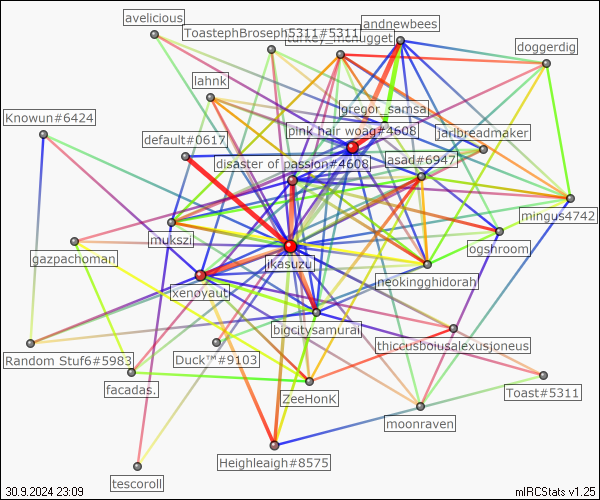 avelicious
andnewbees
ToastephBroseph5311#5311
turkey_mcnugget
doggerdig
lahnk
gregor_samsa
Knowun#6424
pink hair woag#4608
default#0617
jarlbreadmaker
disaster of passion#4608
asad#6947
mingus4742
mukszi
ogshroom
gazpachoman
jikasuzu
neokingghidorah
xenoyaut
bigcitysamurai
thiccusboiusalexusjoneus
Random Stuf6#5983
Duck™#9103
facadas.
Toast#5311
ZeeHonK
moonraven
Heighleaigh#8575
tescoroll
30.9.2024 23:09
mIRCStats v1.25